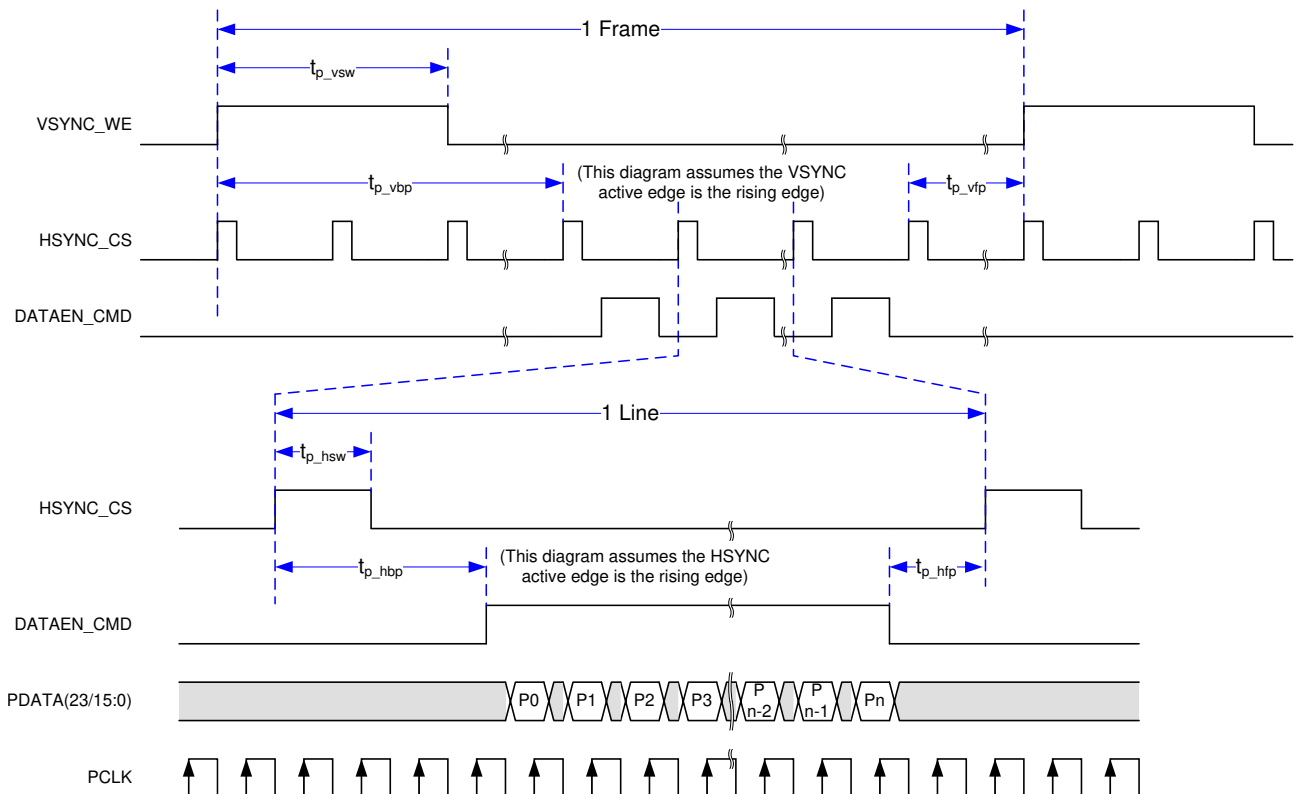 1 Frame
tp_vsw
VSYNC_WE
(This diagram assumes the VSYNC
active edge is the rising edge)
tp_vbp
tp_vfp
HSYNC_CS
DATAEN_CMD
1 Line
tp_hsw
HSYNC_CS
(This diagram assumes the HSYNC
active edge is the rising edge)
tp_hbp
tp_hfp
DATAEN_CMD
PDATA(23/15:0)
P0
P1
P2
P3
P
n-2
P
n-1
Pn
PCLK